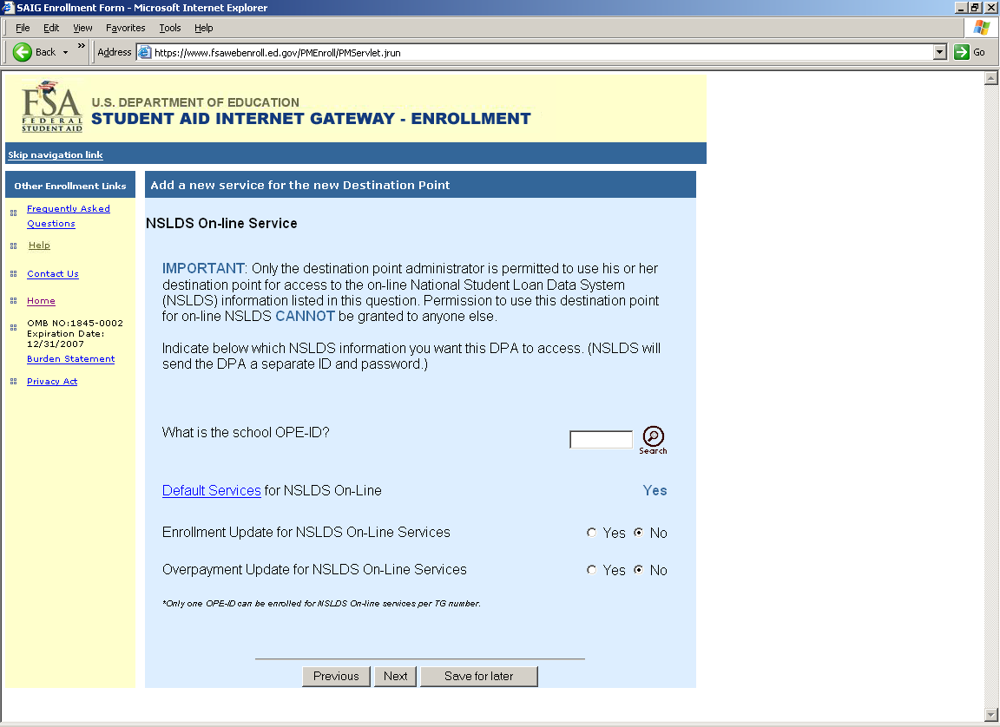 SAIG Enrollment Form - Microsoft Internet Explorer
File Edit View Favorites Tools Help
Back » Address https://www.fsawebenroll.ed.gov/PMEnroll/PMServlet.jrun Go
FSA
FEDERAL
STUDENT AID
U.S. DEPARTMENT OF EDUCATION
STUDENT AID INTERNET GATEWAY - ENROLLMENT
Skip navigation link
Other Enrollment Links
Frequently Asked
Questions
Help
Contact Us
Home
OMB NO:1845-0002
Expiration Date:
12/31/2007
Burden Statement
Privacy Act
Add a new service for the new Destination Point
NSLDS On-line Service
IMPORTANT: Only the destination point administrator is permitted to use his or her
destination point for access to the on-line National Student Loan Data System
(NSLDS) information listed in this question. Permission to use this destination point
for on-line NSLDS CANNOT be granted to anyone else.
Indicate below which NSLDS information you want this DPA to access. (NSLDS will
send the DPA a separate ID and password.)
What is the school OPE-ID?
Search
Default Services for NSLDS On-Line Yes
Enrollment Update for NSLDS On-Line Services Yes No
Overpayment Update for NSLDS On-Line Services Yes No
*Only one OPE-ID can be enrolled for NSLDS On-line services per TG number.
Previous Next Save for later